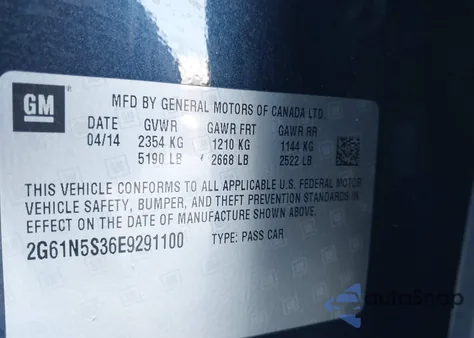 GM
MFD BY GENERAL MOTORS OF CANADA LTD.
DATE GVWR GAWR FRT GAWR RR
04/14 2354 KG 1210 KG 1144 KG
5190 LB 2668 LB 2522 LB
THIS VEHICLE CONFORMS TO ALL APPLICABLE U.S. FEDERAL MOTOR
VEHICLE SAFETY, BUMPER, AND THEFT PREVENTION STANDARDS IN
EFFECT ON THE DATE OF MANUFACTURE SHOWN ABOVE.
2G61N5S36E9291100 TYPE: PASS CAR
autoSnap